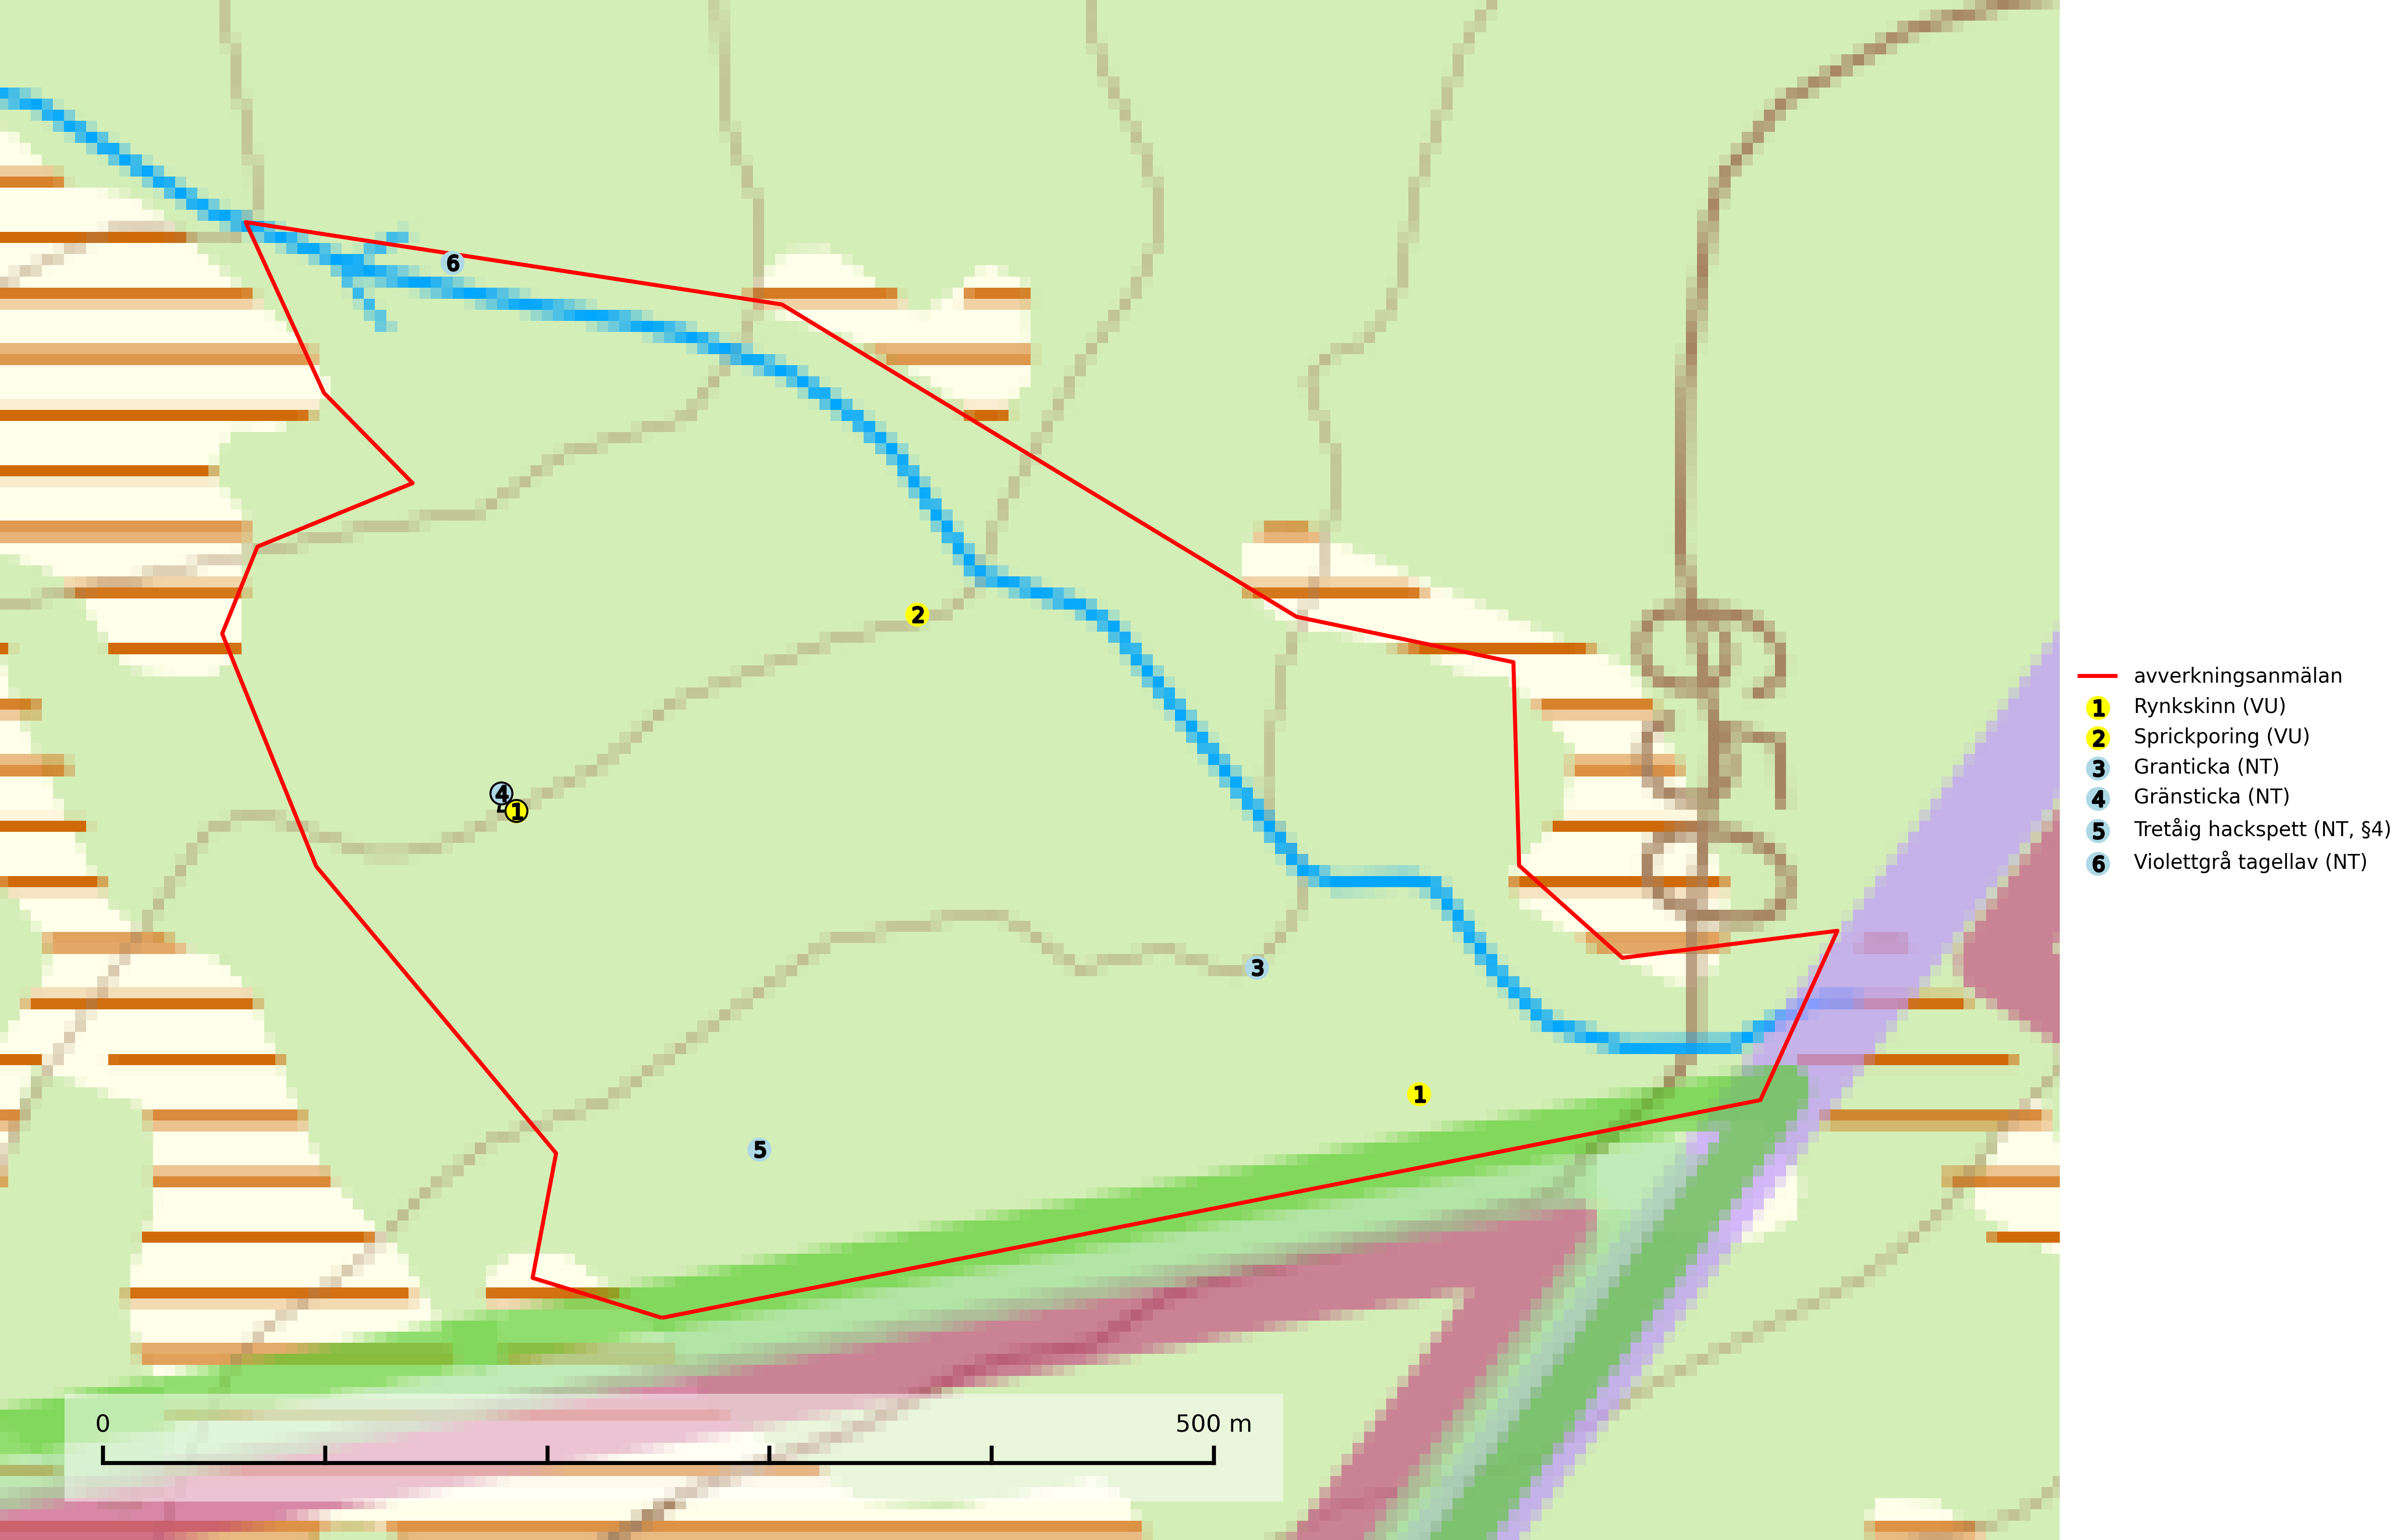 6
2
4
1
3
1
5
650
0
500 m
avverkningsanmälan
1 Rynkskinn (VU)
2 Sprickporing (VU)
3 Granticka (NT)
4 Gränsticka (NT)
5 Tretåig hackspett (NT, §4)
6 Violettgrå tagellav (NT)